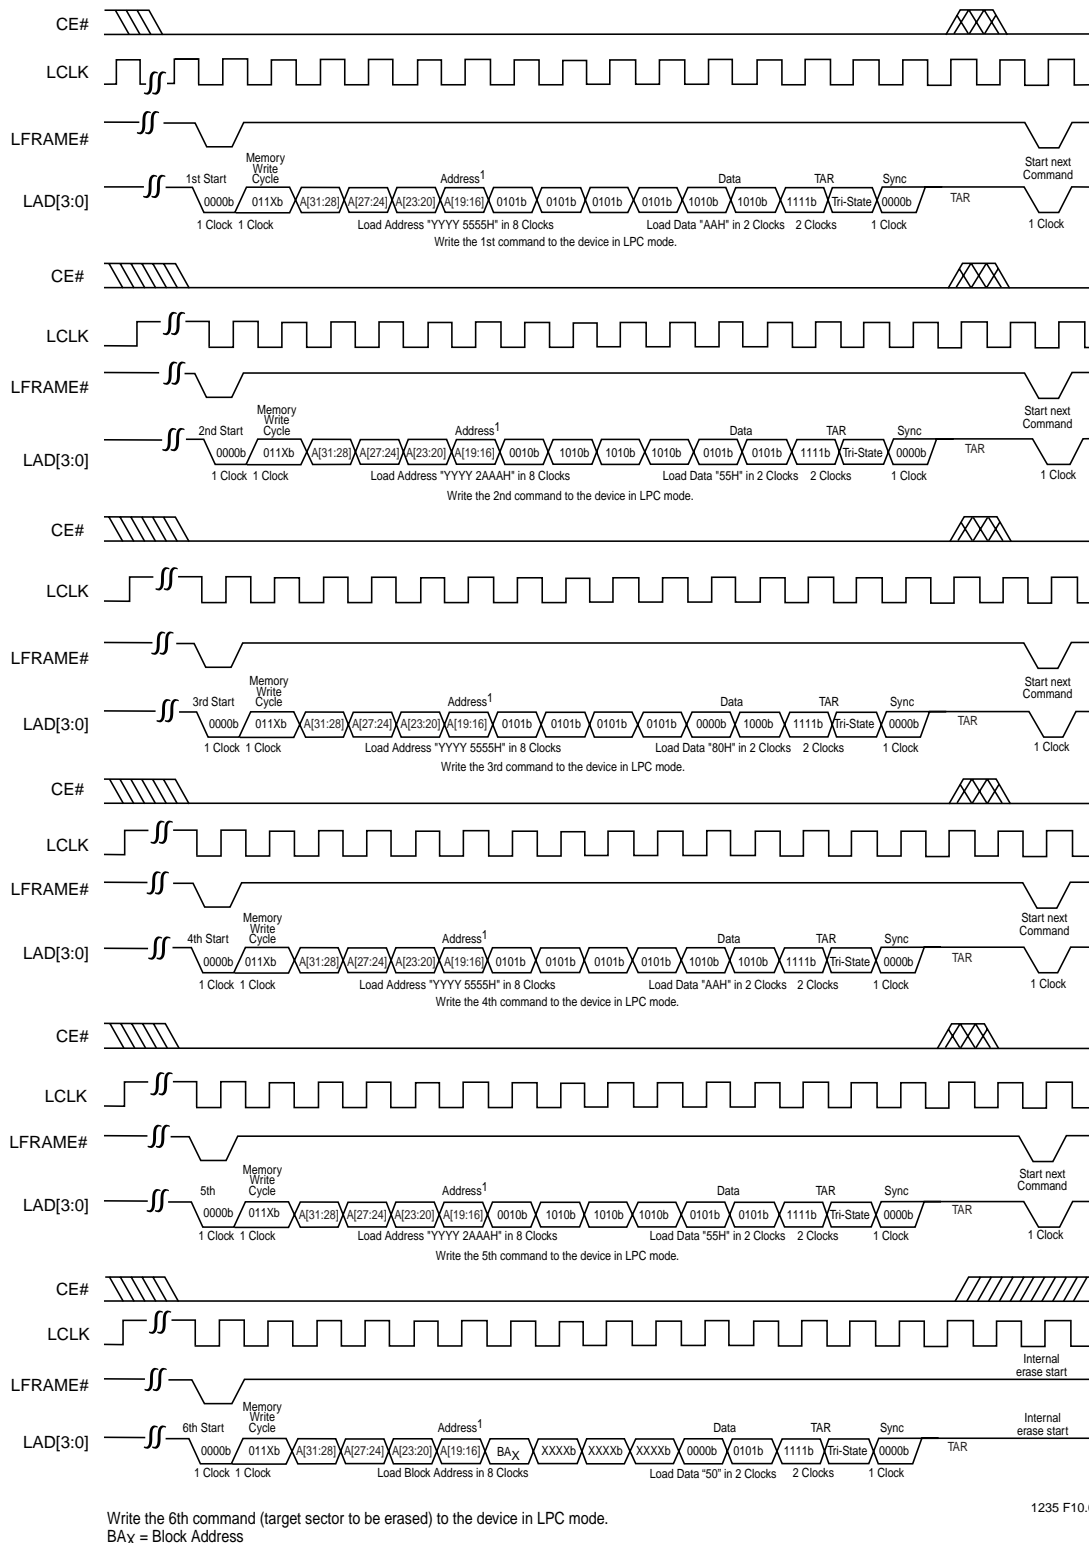 CE#
LCLK
LFRAME#
Start next
Command
LAD[3:0]
1st Start
Memory
Write
Cycle
Address1
Data
TAR
Sync
0000b 011Xb A[31:28] A[27:24] A[23:20] A[19:16] 0101b 0101b 0101b 0101b 1010b 1010b 1111b Tri-State 0000b TAR
1 Clock 1 Clock Load Address "YYYY 5555H" in 8 Clocks Load Data "AAH" in 2 Clocks 2 Clocks 1 Clock 1 Clock
Write the 1st command to the device in LPC mode.
CE#
LCLK
LFRAME#
Start next
Command
LAD[3:0]
2nd Start
Memory
Write
Cycle
Address1
Data
TAR
Sync
0000b 011Xb A[31:28] A[27:24] A[23:20] A[19:16] 0010b 1010b 1010b 1010b 0101b 0101b 1111b Tri-State 0000b TAR
1 Clock 1 Clock Load Address "YYYY 2AAAH" in 8 Clocks Load Data "55H" in 2 Clocks 2 Clocks 1 Clock 1 Clock
Write the 2nd command to the device in LPC mode.
CE#
LCLK
LFRAME#
Start next
Command
LAD[3:0]
3rd Start
Memory
Write
Cycle
Address1
Data
TAR
Sync
0000b 011Xb A[31:28] A[27:24] A[23:20] A[19:16] 0101b 0101b 0101b 0101b 0000b 1000b 1111b Tri-State 0000b TAR
1 Clock 1 Clock Load Address "YYYY 5555H" in 8 Clocks Load Data "80H" in 2 Clocks 2 Clocks 1 Clock 1 Clock
Write the 3rd command to the device in LPC mode.
CE#
LCLK
LFRAME#
Start next
Command
LAD[3:0]
4th Start
Memory
Write
Cycle
Address1
Data
TAR
Sync
0000b 011Xb A[31:28] A[27:24] A[23:20] A[19:16] 0101b 0101b 0101b 0101b 1010b 1010b 1111b Tri-State 0000b TAR
1 Clock 1 Clock Load Address "YYYY 5555H" in 8 Clocks Load Data "AAH" in 2 Clocks 2 Clocks 1 Clock 1 Clock
Write the 4th command to the device in LPC mode.
CE#
LCLK
LFRAME#
Start next
Command
LAD[3:0]
5th
Memory
Write
Cycle
Address1
Data
TAR
Sync
0000b 011Xb A[31:28] A[27:24] A[23:20] A[19:16] 0010b 1010b 1010b 1010b 0101b 0101b 1111b Tri-State 0000b TAR
1 Clock 1 Clock Load Address "YYYY 2AAAH" in 8 Clocks Load Data "55H" in 2 Clocks 2 Clocks 1 Clock 1 Clock
Write the 5th command to the device in LPC mode.
CE#
LCLK
Internal
erase start
LFRAME#
Internal
erase start
LAD[3:0]
6th Start
Memory
Write
Cycle
Address1
Data
TAR
Sync
0000b 011Xb A[31:28] A[27:24] A[23:20] A[19:16] BAX XXXXb XXXXb XXXXb 0000b 0101b 1111b Tri-State 0000b TAR
1 Clock 1 Clock Load Block Address in 8 Clocks Load Data “50” in 2 Clocks 2 Clocks 1 Clock
1235 F10.
Write the 6th command (target sector to be erased) to the device in LPC mode.
BAX = Block Address